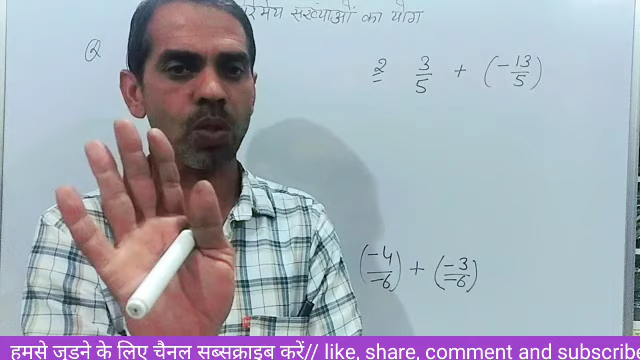 संख्याओं का योग
Q
2 3/5 + (-13/5)
(-4/-6) + (-3/-6)
हमसे जुडने के लिए चैनल सब्सक्राइब करें// like, share, comment and subscribe